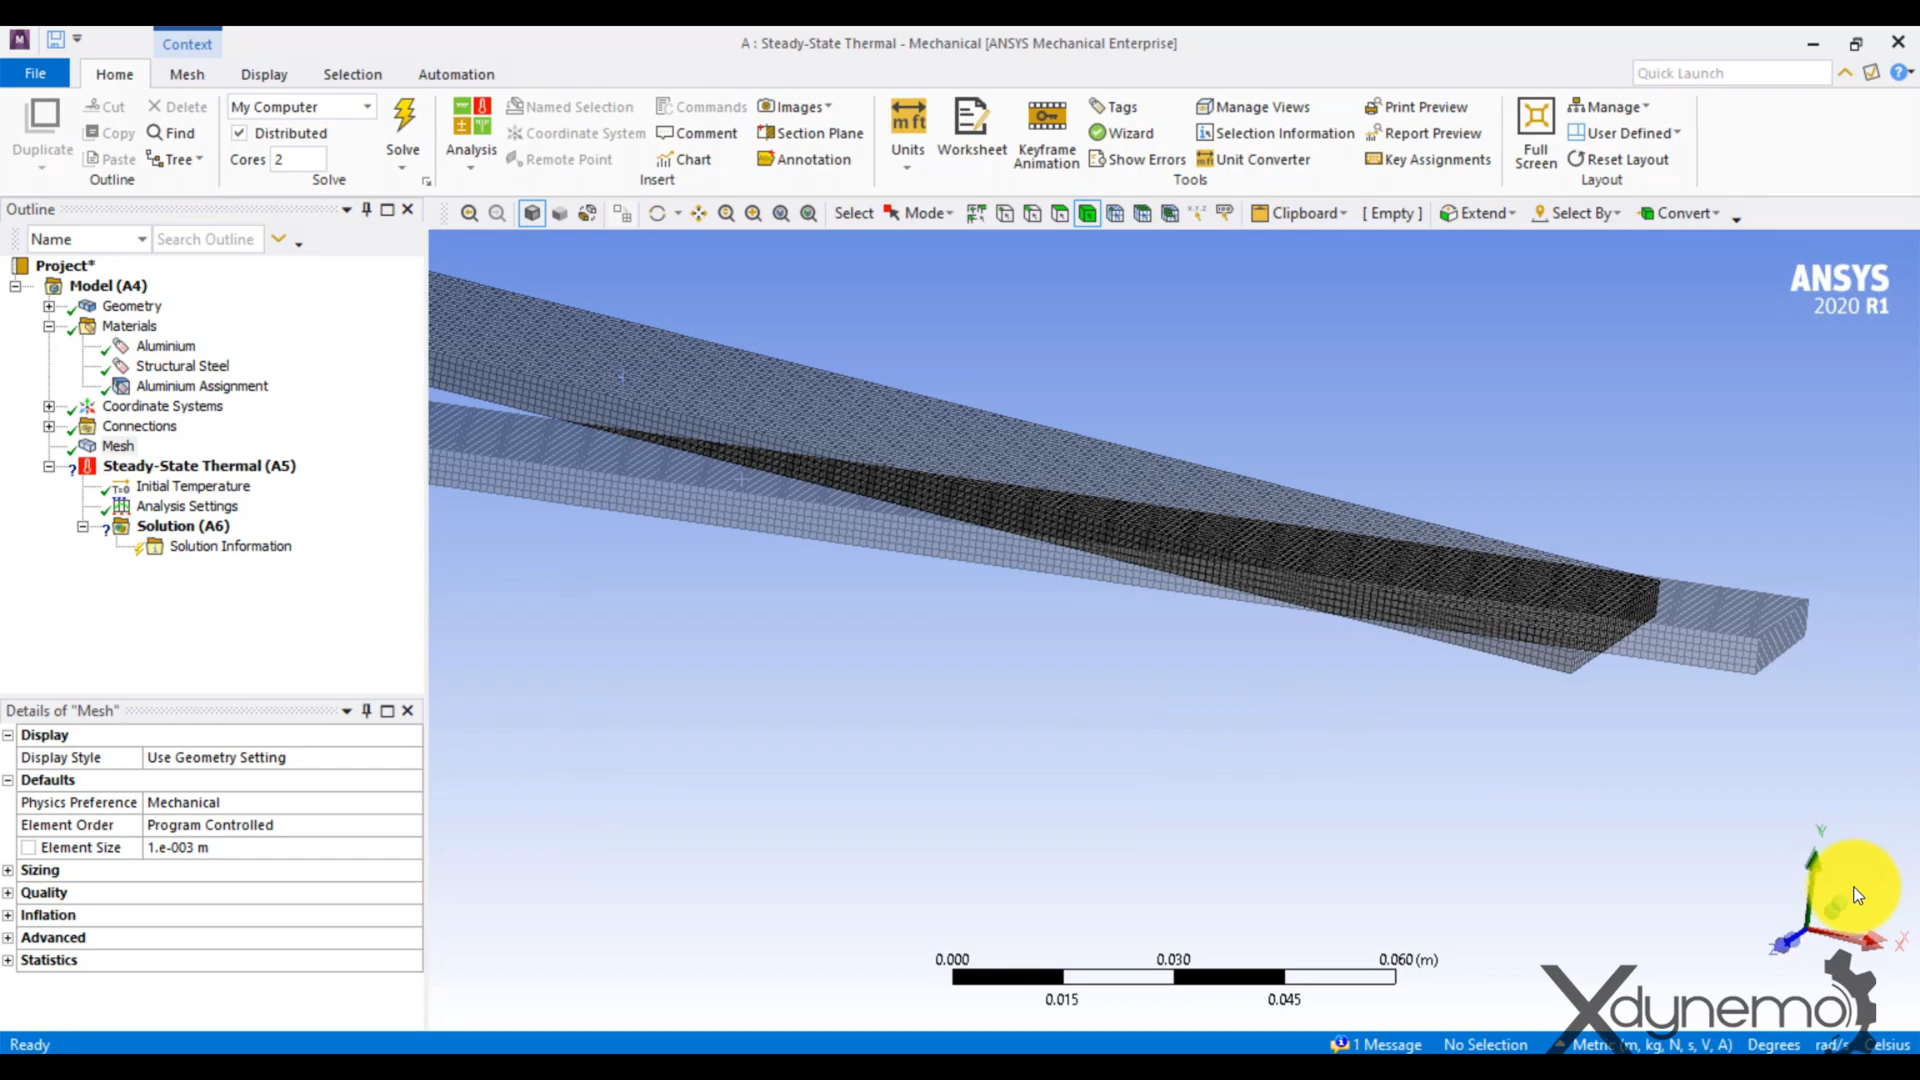 M
Context
A : Steady-State Thermal - Mechanical [ANSYS Mechanical Enterprise]
File
Home
Mesh
Display
Selection
Automation
Quick Launch
Duplicate
Cut
Copy
Paste
Delete
Find
Tree
Outline
My Computer
Distributed
Cores 2
Solve
Solve
Analysis
Named Selection
Coordinate System
Remote Point
Commands
Comment
Chart
Images
Section Plane
Annotation
Insert
m ft
Units
Worksheet
Keyframe
Animation
Tags
Wizard
Show Errors
Manage Views
Selection Information
Unit Converter
Print Preview
Report Preview
Key Assignments
Tools
Full
Screen
Manage
User Defined
Reset Layout
Layout
Outline
Select
Mode
Clipboard
[ Empty ]
Extend
Select By
Convert
Name
Search Outline
Project*
Model (A4)
Geometry
Materials
Aluminium
Structural Steel
Aluminium Assignment
Coordinate Systems
Connections
Mesh
Steady-State Thermal (A5)
T=0 Initial Temperature
Analysis Settings
Solution (A6)
Solution Information
ANSYS
2020 R1
Details of "Mesh"
Display
Display Style Use Geometry Setting
Defaults
Physics Preference Mechanical
Element Order Program Controlled
Element Size 1.e-003 m
Sizing
Quality
Inflation
Advanced
Statistics
Y
X
Z
0.000 0.030 0.060 (m)
0.015 0.045
Xdynemo
Ready
1 Message
No Selection
Metric (m, kg, N, s, V, A)
Degrees
rad/s
Celsius